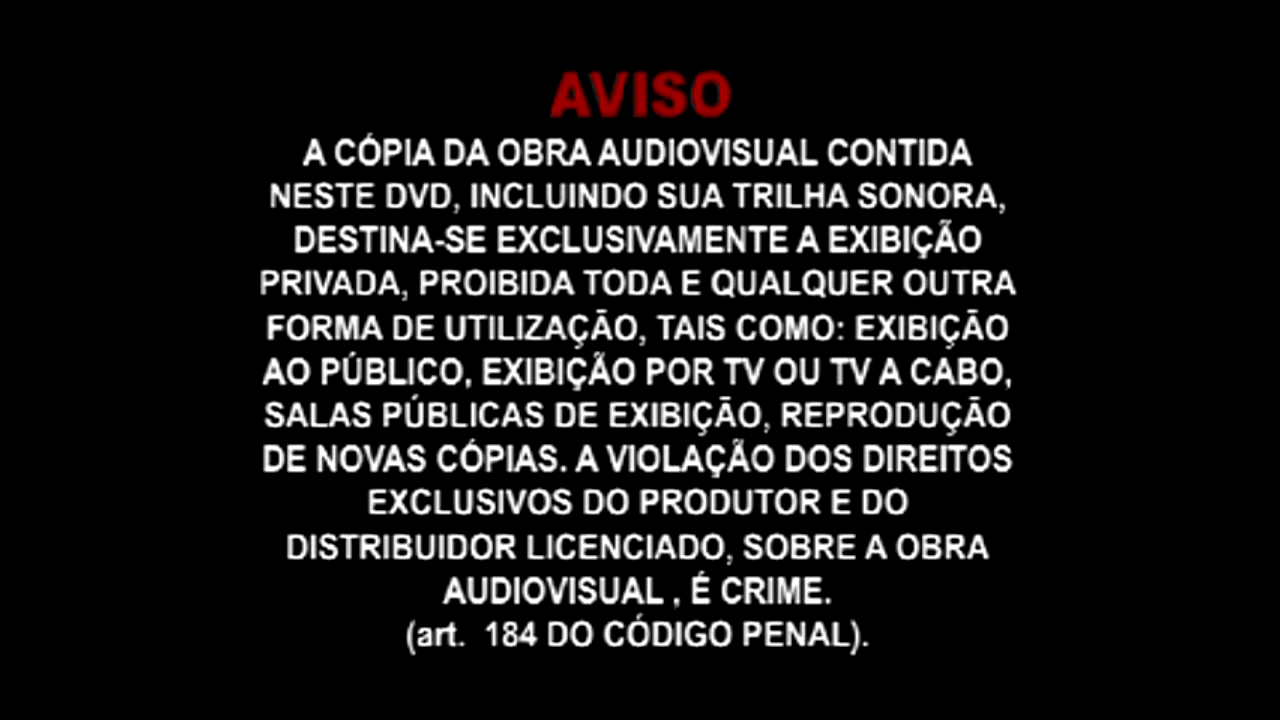 AVISO
A CÓPIA DA OBRA AUDIOVISUAL CONTIDA
NESTE DVD, INCLUINDO SUA TRILHA SONORA,
DESTINA-SE EXCLUSIVAMENTE A EXIBIÇÃO
PRIVADA, PROIBIDA TODA E QUALQUER OUTRA
FORMA DE UTILIZAÇÃO, TAIS COMO: EXIBIÇÃO
AO PÚBLICO, EXIBIÇÃO POR TV OU TV A CABO,
SALAS PÚBLICAS DE EXIBIÇÃO, REPRODUÇÃO
DE NOVAS CÓPIAS. A VIOLAÇÃO DOS DIREITOS
EXCLUSIVOS DO PRODUTOR E DO
DISTRIBUIDOR LICENCIADO, SOBRE A OBRA
AUDIOVISUAL , É CRIME.
(art.  184 DO CÓDIGO PENAL).